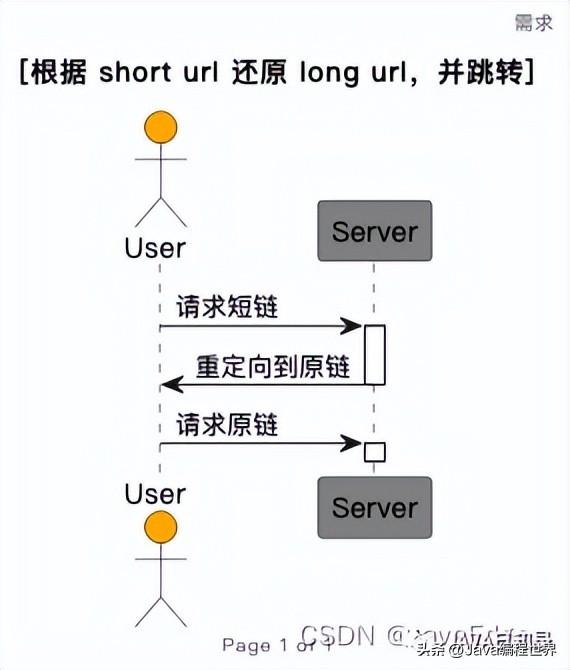 需求
[根据 short url 还原 long url，并跳转]
User
Server
请求短链
重定向到原链
请求原链
User
Server
CSDN
Page 1 of 1
头条 @Java编程世界